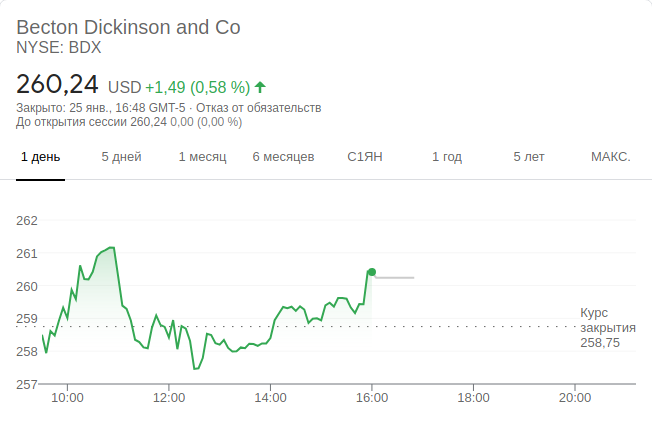 Becton Dickinson and Co
NYSE: BDX
260,24 USD +1,49 (0,58 %)
Закрыто: 25 янв., 16:48 GMT-5 · Отказ от обязательств
До открытия сессии 260,24 0,00 (0,00 %)
1 день 5 дней 1 месяц 6 месяцев С1ЯН 1 год 5 лет МАКС.
262
261
260
259
258
257
Курс
закрытия
258,75
10:00 12:00 14:00 16:00 18:00 20:00